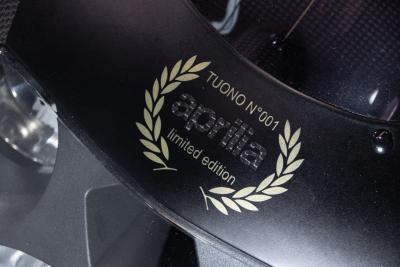 TUONO N°001
aprilia
limited edition